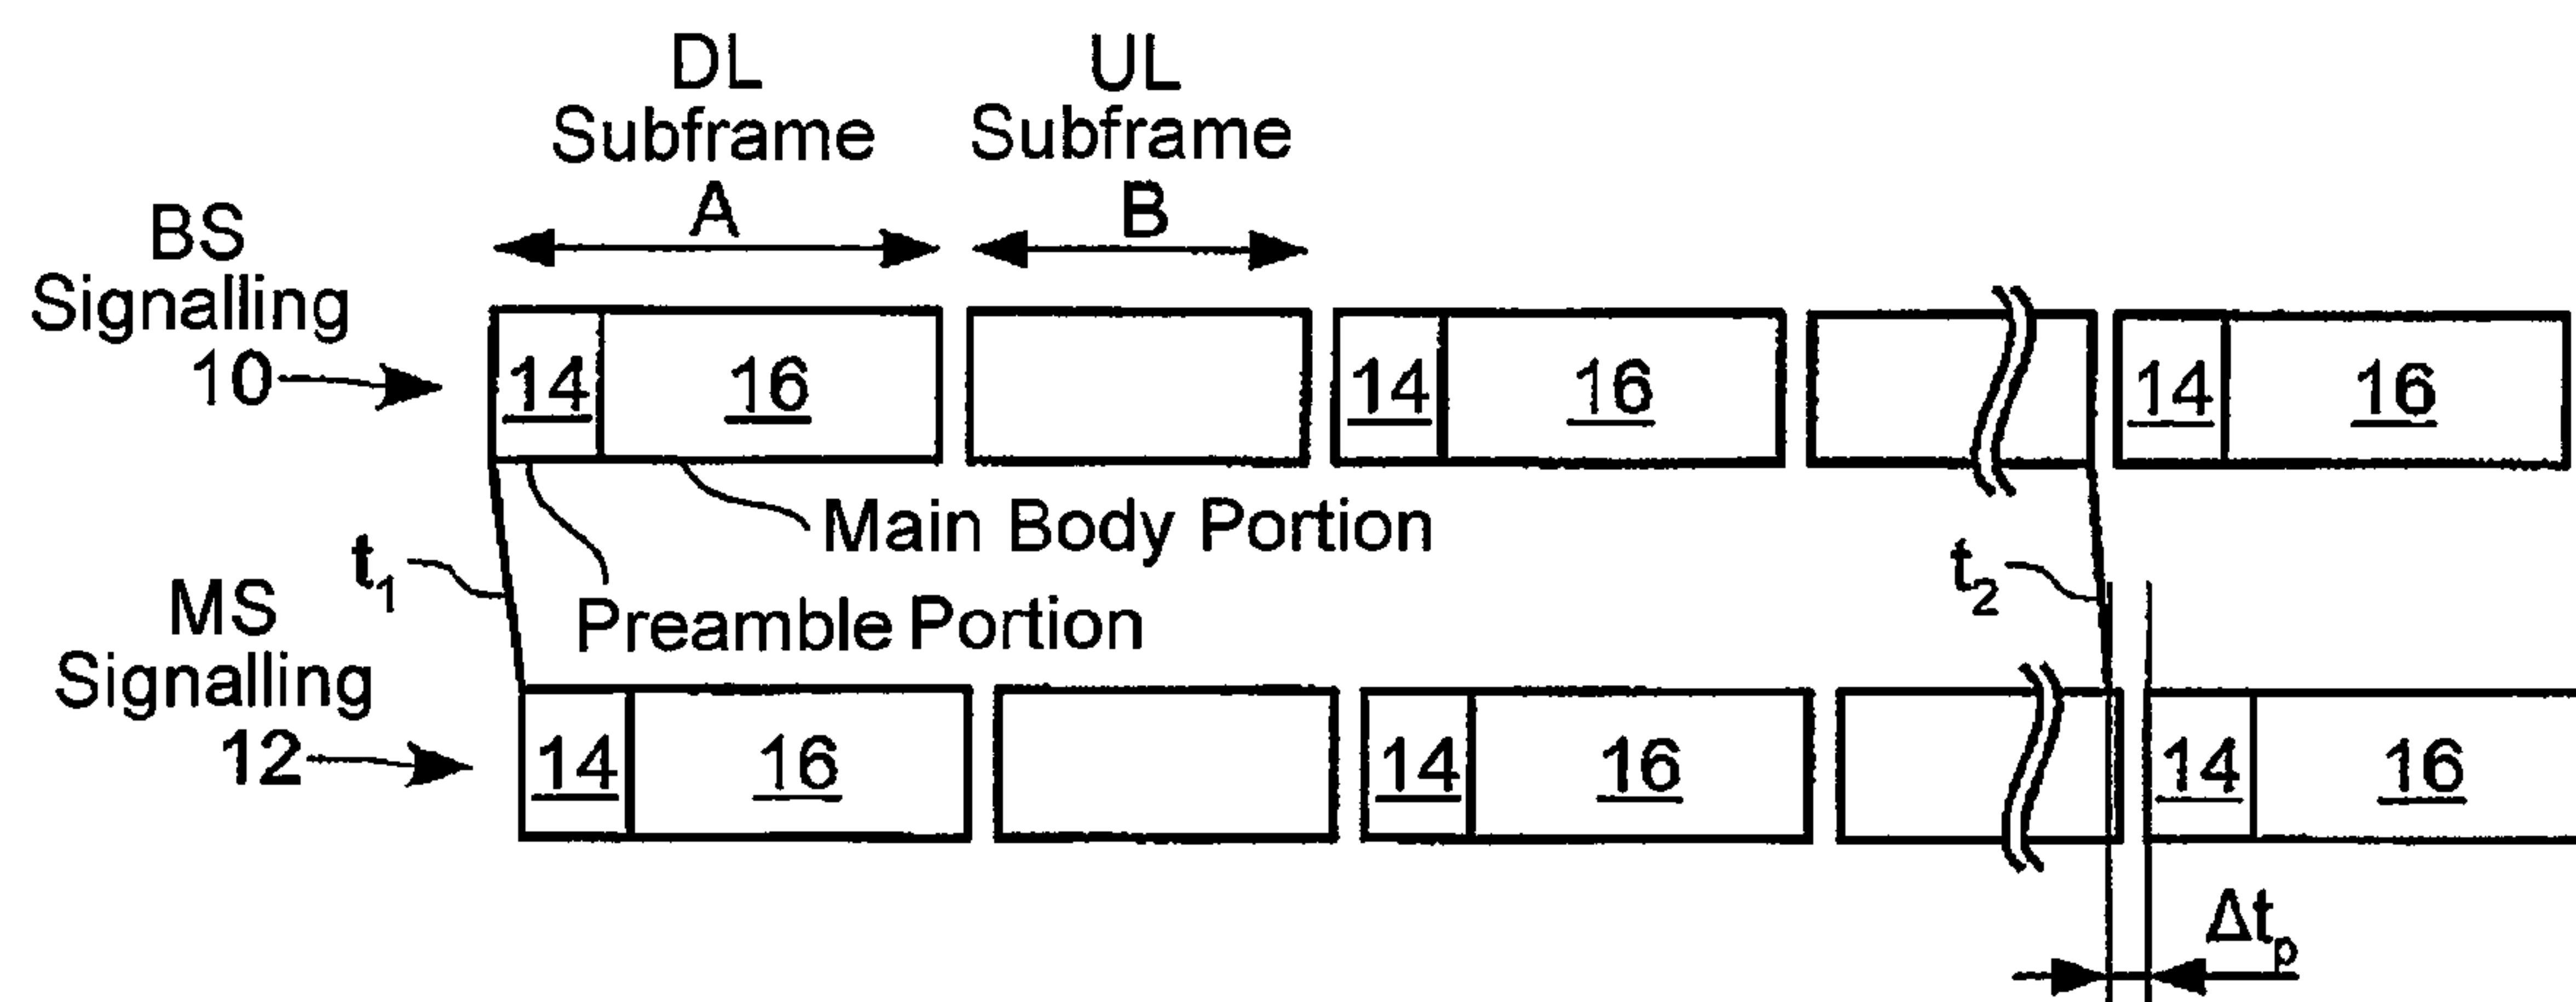 DL
Subframe
A
UL
Subframe
B
BS
Signalling
10
14 16 14 16 14 16
Main Body Portion
t1
t2
Preamble Portion
MS
Signalling
12
14 16 14 16 14 16
Δtp